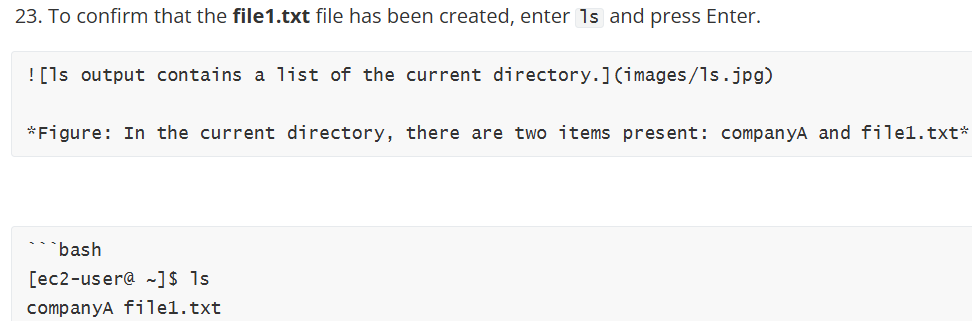 23. To confirm that the file1.txt file has been created, enter ls and press Enter.
![ls output contains a list of the current directory.](images/ls.jpg)
*Figure: In the current directory, there are two items present: companyA and file1.txt*
```bash
[ec2-user@ ~]$ ls
companyA file1.txt